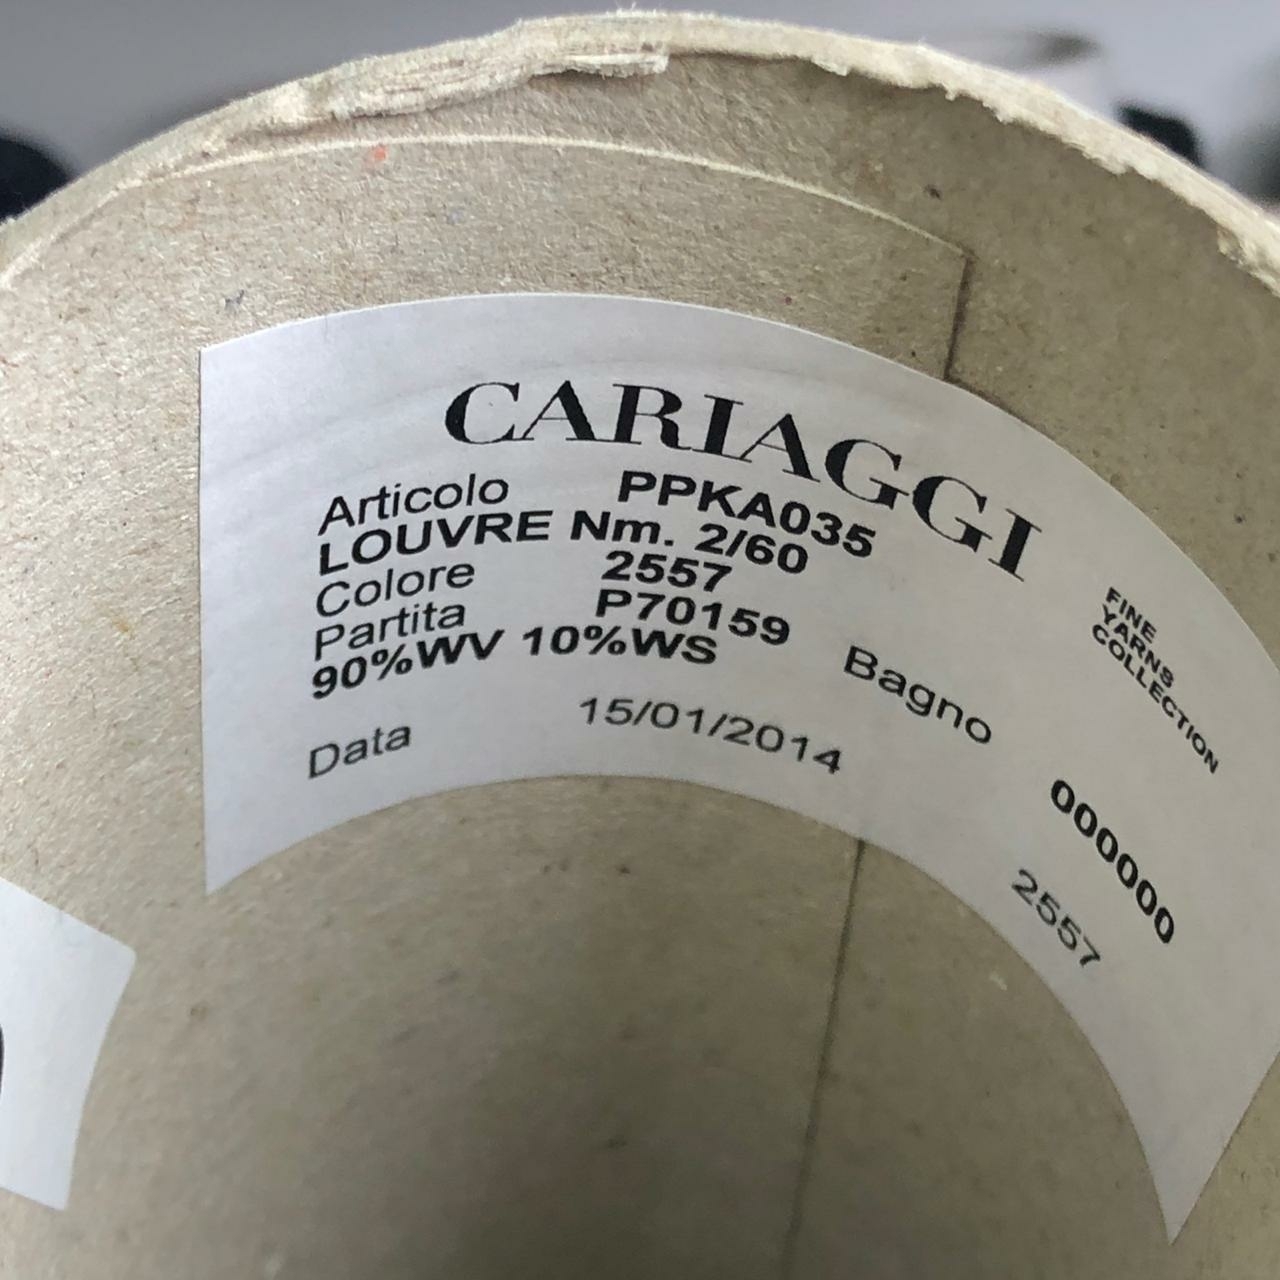 CARIAGGI
FINE
YARNS
COLLECTION
Articolo PPKA035
LOUVRE Nm. 2/60
Colore 2557
Partita P70159 Bagno 000000
90%WV 10%WS
Data 15/01/2014 2557